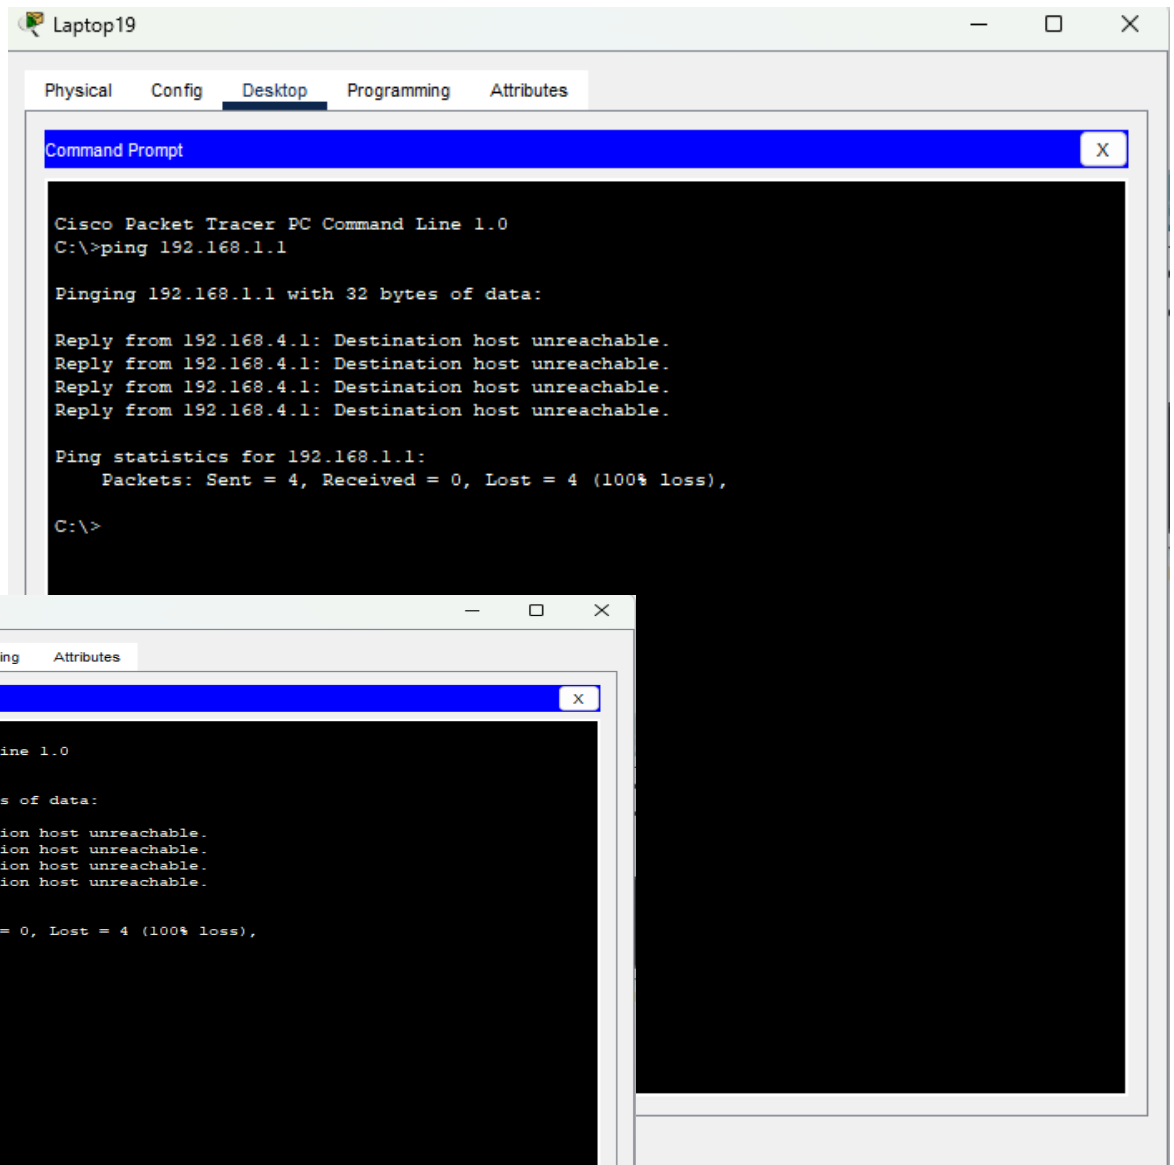 Laptop19
Physical Config Desktop Programming Attributes
Command Prompt
X
Cisco Packet Tracer PC Command Line 1.0
C:\>ping 192.168.1.1
Pinging 192.168.1.1 with 32 bytes of data:
Reply from 192.168.4.1: Destination host unreachable.
Reply from 192.168.4.1: Destination host unreachable.
Reply from 192.168.4.1: Destination host unreachable.
Reply from 192.168.4.1: Destination host unreachable.
Ping statistics for 192.168.1.1:
Packets: Sent = 4, Received = 0, Lost = 4 (100% loss),
C:\>
ing Attributes
X
ine 1.0
s of data:
ion host unreachable.
ion host unreachable.
ion host unreachable.
ion host unreachable.
= 0, Lost = 4 (100% loss),